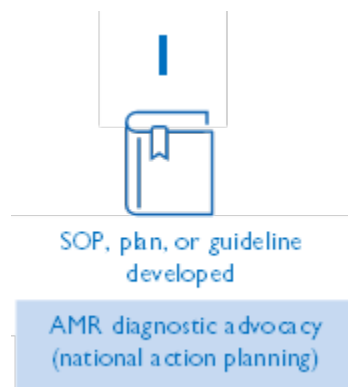 1
SOP, plan, or guideline
developed
AMR diagnostic advocacy
(national action planning)